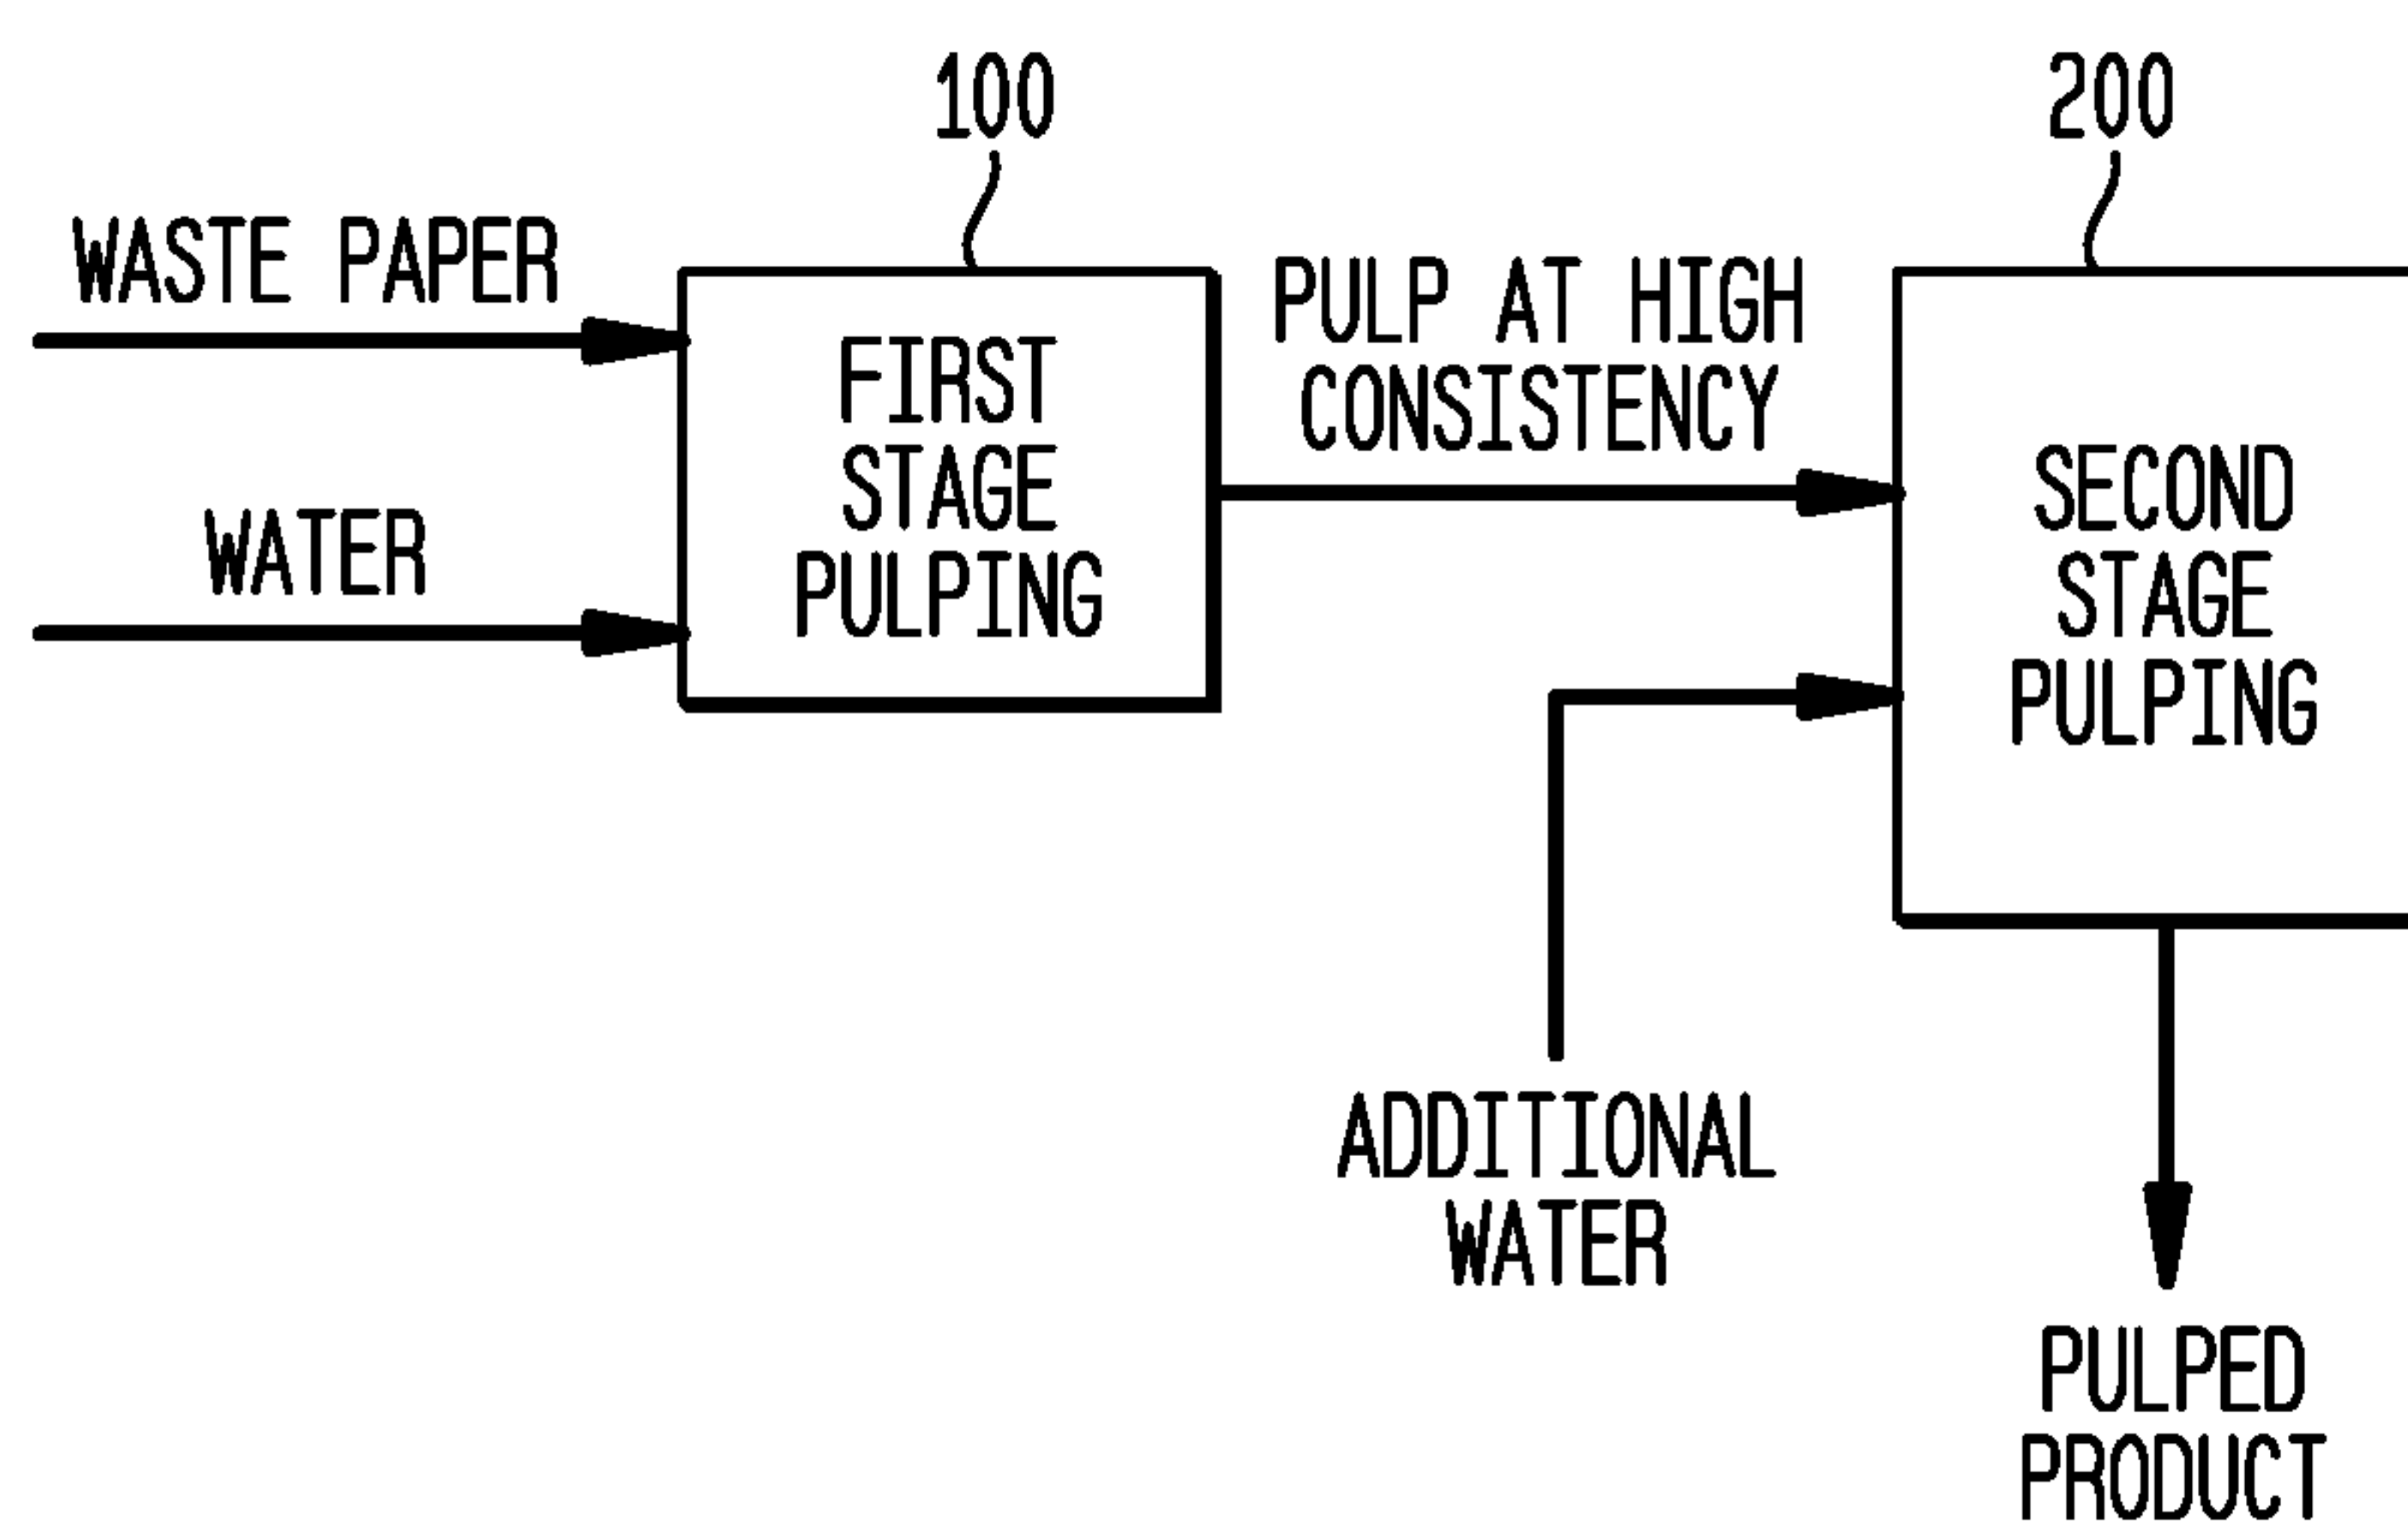 100
200
WASTE PAPER
FIRST
STAGE
PULPING
PULP AT HIGH
CONSISTENCY
SECOND
STAGE
PULPING
WATER
ADDITIONAL
WATER
PULPED
PRODUCT